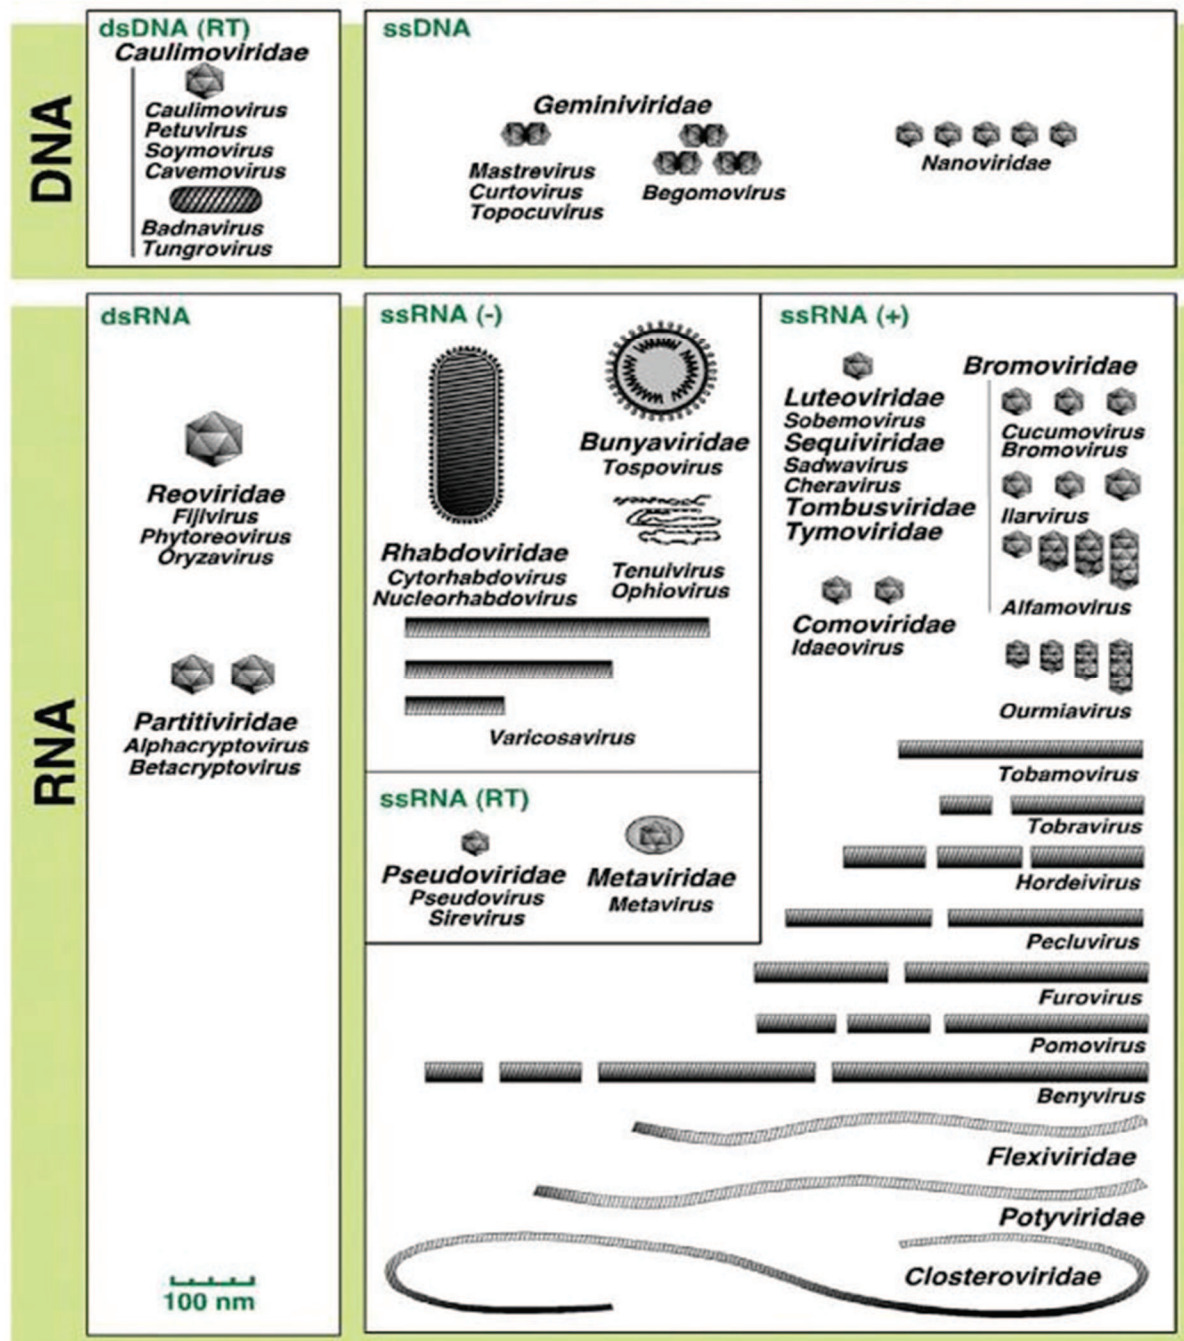 DNA
dsDNA (RT)
Caulimoviridae
Caulimovirus
Petuvirus
Soymovirus
Cavemovirus
Badnavirus
Tungrovirus
ssDNA
Geminiviridae
Mastrevirus
Curtovirus
Topocuvirus
Begomovirus
Nanoviridae
RNA
dsRNA
Reoviridae
Fijivirus
Phytoreovirus
Oryzavirus
Partitiviridae
Alphacryptovirus
Betacryptovirus
100 nm
ssRNA (-)
Rhabdoviridae
Cytorhabdovirus
Nucleorhabdovirus
Bunyaviridae
Tospovirus
Tenuivirus
Ophiovirus
Varicosavirus
ssRNA (RT)
Pseudoviridae
Pseudovirus
Sirevirus
Metaviridae
Metavirus
ssRNA (+)
Luteoviridae
Sobemovirus
Sequiviridae
Sadwavirus
Cheravirus
Tombusviridae
Tymoviridae
Comoviridae
Idaeovirus
Bromoviridae
Cucumovirus
Bromovirus
Ilarvirus
Alfamovirus
Ourmiavirus
Tobamovirus
Tobravirus
Hordeivirus
Pecluvirus
Furovirus
Pomovirus
Benyvirus
Flexiviridae
Potyviridae
Closteroviridae